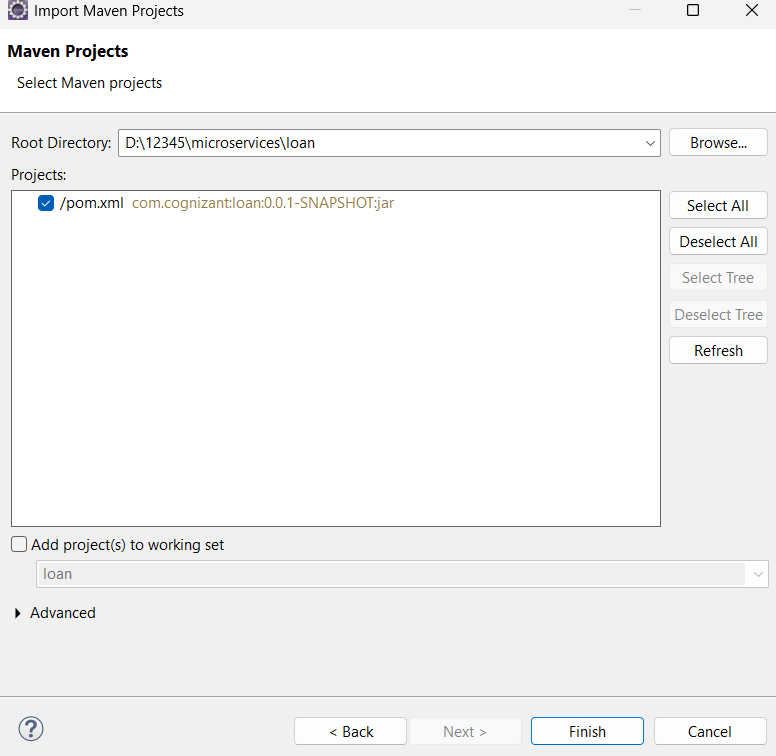 Import Maven Projects
Maven Projects
Select Maven projects
Root Directory: D:\12345\microservices\loan Browse...
Projects:
/pom.xml com.cognizant:loan:0.0.1-SNAPSHOT:jar
Select All
Deselect All
Select Tree
Deselect Tree
Refresh
Add project(s) to working set
loan
Advanced
? < Back Next > Finish Cancel